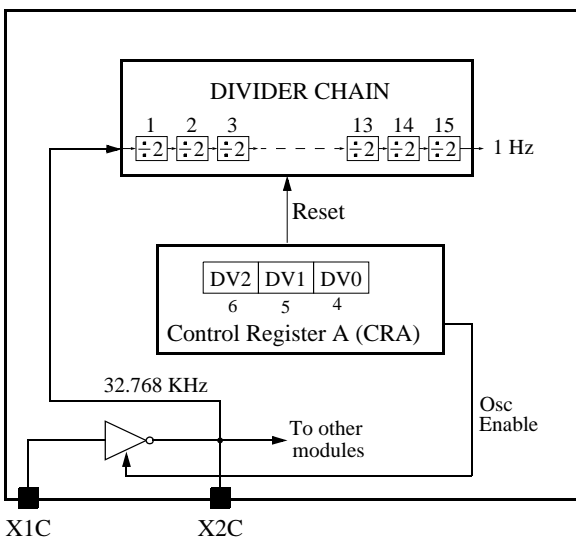 DIVIDER CHAIN
1 2 3 13 14 15
÷2 ÷2 ÷2 ÷2 ÷2 ÷2 1 Hz
Reset
DV2 DV1 DV0
6 5 4
Control Register A (CRA)
32.768 KHz
Osc
Enable
To other
modules
X1C X2C